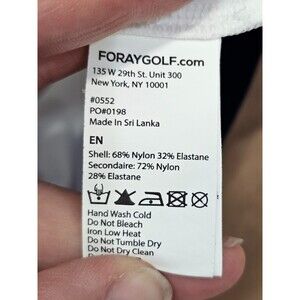 FORAYGOLF.com
135 W 29th St. Unit 300
New York, NY 10001
#0552
PO#0198
Made in Sri Lanka
EN
Shell: 68% Nylon 32% Elastane
Secondaire: 72% Nylon
28% Elastane
Hand Wash Cold
Do Not Bleach
Iron Low Heat
Do Not Tumble Dry
Do Not Dry Clean